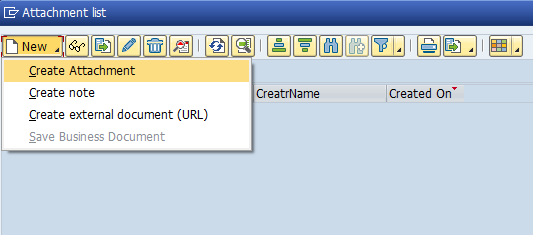 Attachment list
New
Create Attachment
Create note
Create external document (URL)
Save Business Document
CreatrName
Created On